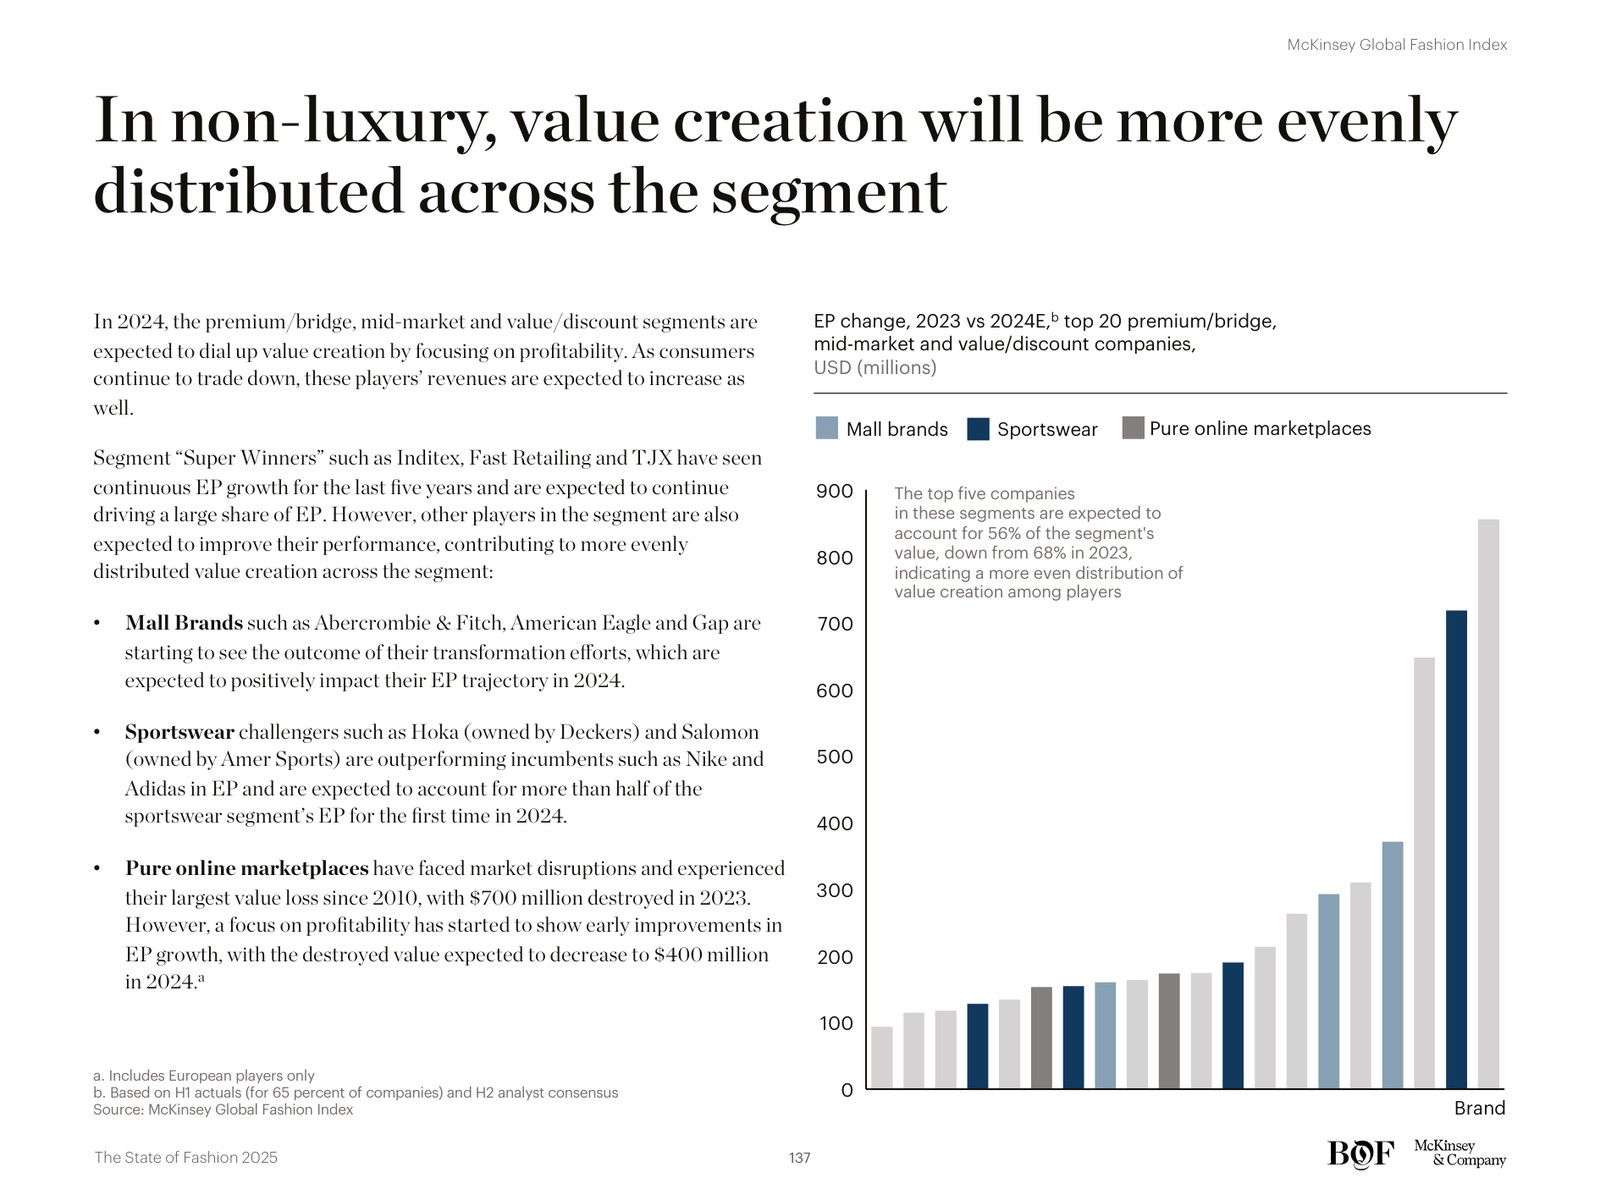 McKinsey Global Fashion Index
In non-luxury, value creation will be more evenly
distributed across the segment
In 2024, the premium/bridge, mid-market and value/discount segments are
expected to dial up value creation by focusing on profitability. As consumers
continue to trade down, these players’ revenues are expected to increase as
well.
Segment “Super Winners” such as Inditex, Fast Retailing and TJX have seen
continuous EP growth for the last five years and are expected to continue
driving a large share of EP. However, other players in the segment are also
expected to improve their performance, contributing to more evenly
distributed value creation across the segment:
• Mall Brands such as Abercrombie & Fitch, American Eagle and Gap are
starting to see the outcome of their transformation efforts, which are
expected to positively impact their EP trajectory in 2024.
• Sportswear challengers such as Hoka (owned by Deckers) and Salomon
(owned by Amer Sports) are outperforming incumbents such as Nike and
Adidas in EP and are expected to account for more than half of the
sportswear segment’s EP for the first time in 2024.
• Pure online marketplaces have faced market disruptions and experienced
their largest value loss since 2010, with $700 million destroyed in 2023.
However, a focus on profitability has started to show early improvements in
EP growth, with the destroyed value expected to decrease to $400 million
in 2024.ᵃ
a. Includes European players only
b. Based on H1 actuals (for 65 percent of companies) and H2 analyst consensus
Source: McKinsey Global Fashion Index
EP change, 2023 vs 2024E,ᵇ top 20 premium/bridge,
mid-market and value/discount companies,
USD (millions)
Mall brands Sportswear Pure online marketplaces
The top five companies
in these segments are expected to
account for 56% of the segment's
value, down from 68% in 2023,
indicating a more even distribution of
value creation among players
900
800
700
600
500
400
300
200
100
0
Brand
The State of Fashion 2025
137
BOF
McKinsey
& Company